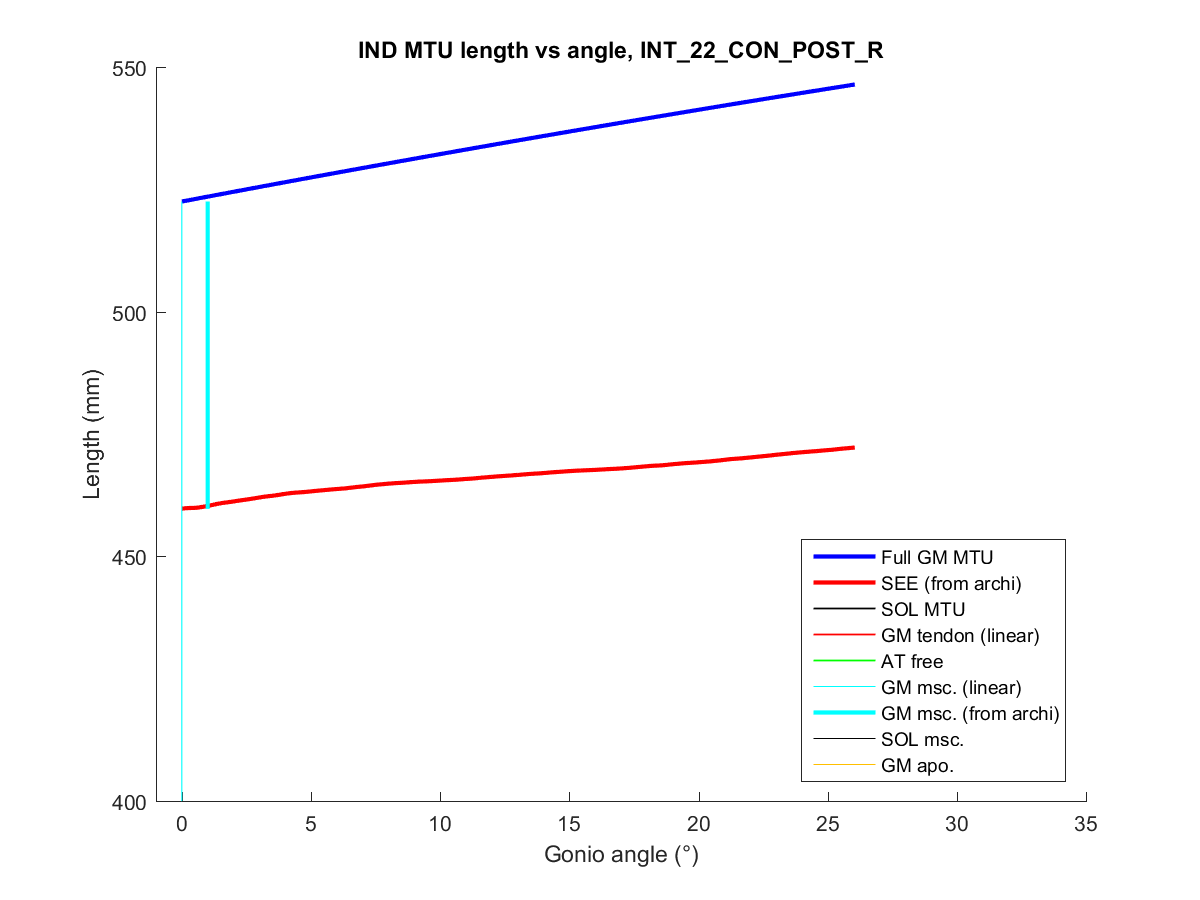 IND MTU length vs angle, INT_22_CON_POST_R
550
500
450
400
Length (mm)
0 5 10 15 20 25 30 35
Gonio angle (°)
Full GM MTU
SEE (from archi)
SOL MTU
GM tendon (linear)
AT free
GM msc. (linear)
GM msc. (from archi)
SOL msc.
GM apo.